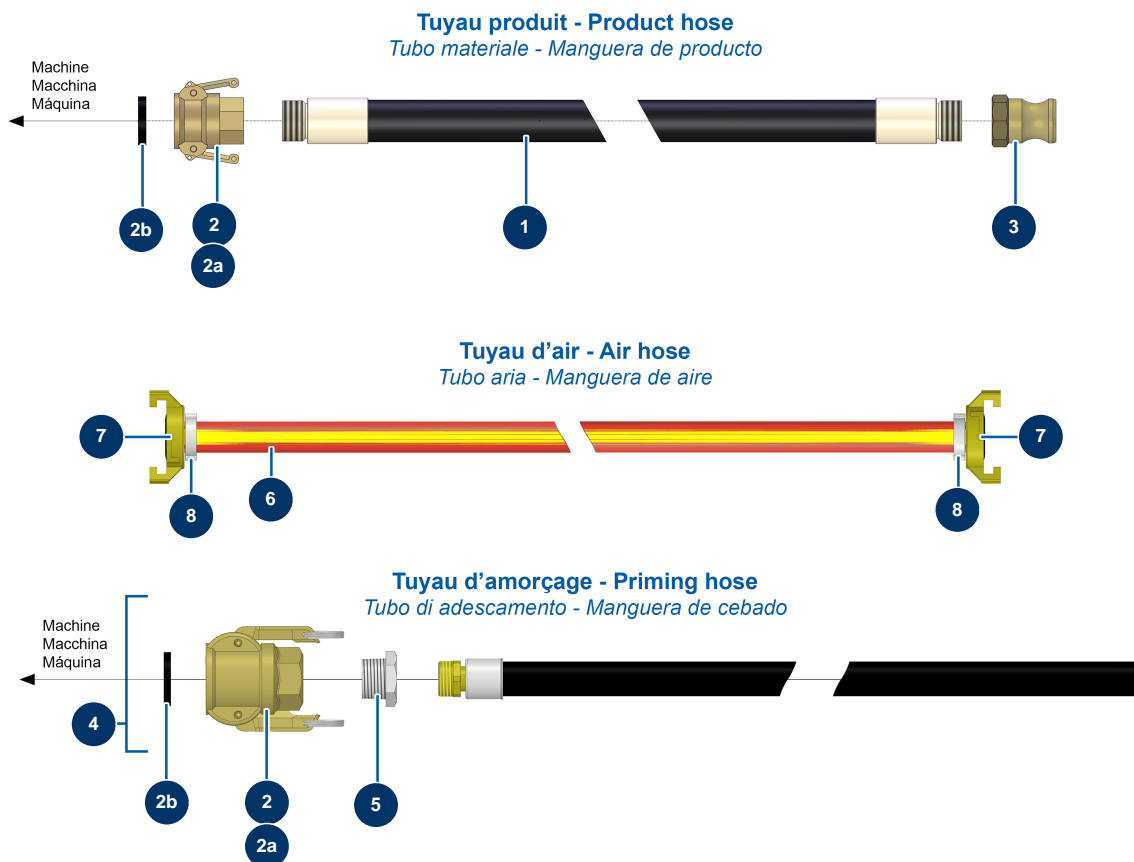 Tuyau produit - Product hose
Tubo materiale - Manguera de producto
Machine
Macchina
Máquina
2b
2
2a
1
3
Tuyau d'air - Air hose
Tubo aria - Manguera de aire
7
7
8
6
8
Tuyau d'amorçage - Priming hose
Tubo di adescamento - Manguera de cebado
Machine
Macchina
Máquina
4
2b
2
2a
5